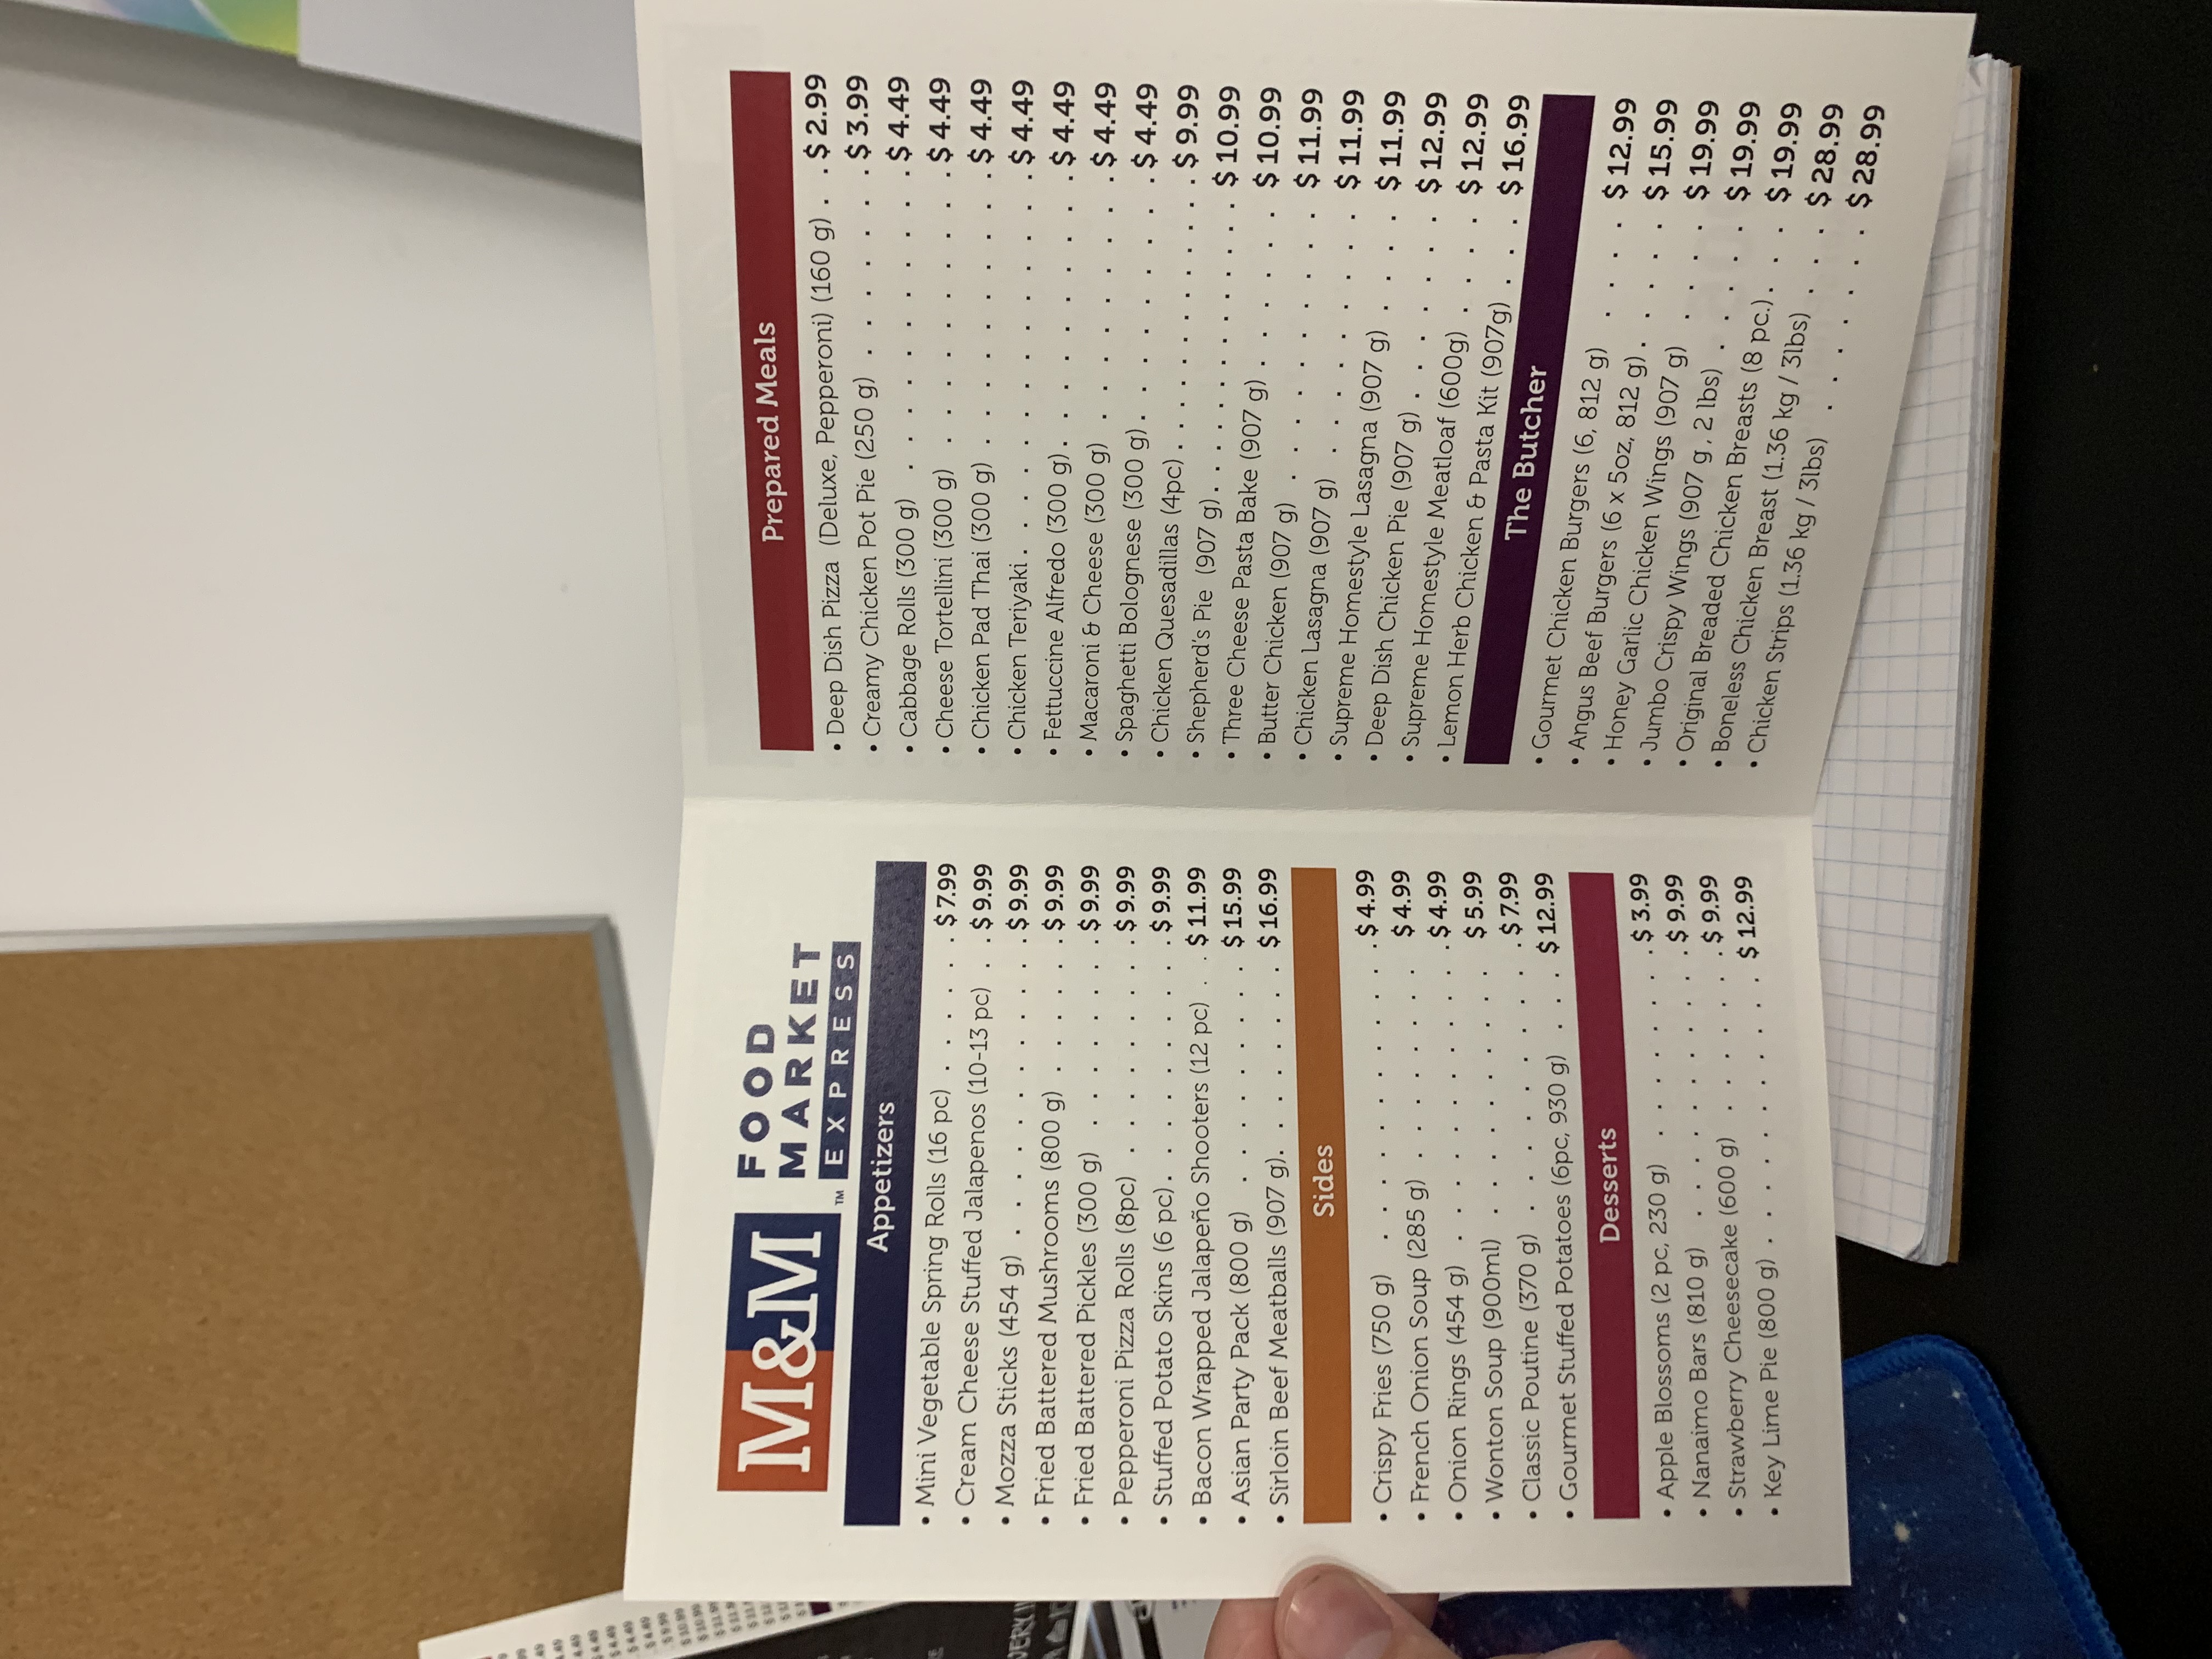 M&M
FOOD
MARKET
™ EXPRESS
Appetizers
• Mini Vegetable Spring Rolls (16 pc) . . . . . . $ 7.99
• Cream Cheese Stuffed Jalapenos (10-13 pc) . . $ 9.99
• Mozza Sticks (454 g) . . . . . . . . . . . . $ 9.99
• Fried Battered Mushrooms (800 g) . . . . . . $ 9.99
• Fried Battered Pickles (300 g) . . . . . . . . $ 9.99
• Pepperoni Pizza Rolls (8pc) . . . . . . . . . $ 9.99
• Stuffed Potato Skins (6 pc) . . . . . . . . . . $ 9.99
• Bacon Wrapped Jalapeño Shooters (12 pc) . . $ 11.99
• Asian Party Pack (800 g) . . . . . . . . . $ 15.99
• Sirloin Beef Meatballs (907 g) . . . . . . . . $ 16.99
Sides
• Crispy Fries (750 g) . . . . . . . . . . . . $ 4.99
• French Onion Soup (285 g) . . . . . . . . $ 4.99
• Onion Rings (454 g) . . . . . . . . . . . $ 4.99
• Wonton Soup (900ml) . . . . . . . . . . $ 5.99
• Classic Poutine (370 g) . . . . . . . . . . $ 7.99
• Gourmet Stuffed Potatoes (6pc, 930 g) . . . $ 12.99
Desserts
• Apple Blossoms (2 pc, 230 g) . . . . . . . . $ 3.99
• Nanaimo Bars (810 g) . . . . . . . . . . . $ 9.99
• Strawberry Cheesecake (600 g) . . . . . . . $ 9.99
• Key Lime Pie (800 g) . . . . . . . . . . . $ 12.99
Prepared Meals
• Deep Dish Pizza (Deluxe, Pepperoni) (160 g) . . $ 2.99
• Creamy Chicken Pot Pie (250 g) . . . . . . . $ 3.99
• Cabbage Rolls (300 g) . . . . . . . . . . . $ 4.49
• Cheese Tortellini (300 g) . . . . . . . . . . $ 4.49
• Chicken Pad Thai (300 g) . . . . . . . . . . $ 4.49
• Chicken Teriyaki . . . . . . . . . . . . . . $ 4.49
• Fettuccine Alfredo (300 g) . . . . . . . . . . $ 4.49
• Macaroni & Cheese (300 g) . . . . . . . . . $ 4.49
• Spaghetti Bolognese (300 g) . . . . . . . . . $ 4.49
• Chicken Quesadillas (4pc) . . . . . . . . . . . . . $ 9.99
• Shepherd's Pie (907 g) . . . . . . . . . . . . . . $ 10.99
• Three Cheese Pasta Bake (907 g) . . . . . . $ 10.99
• Butter Chicken (907 g) . . . . . . . . . . $ 11.99
• Chicken Lasagna (907 g) . . . . . . . . . $ 11.99
• Supreme Homestyle Lasagna (907 g) . . . . $ 11.99
• Deep Dish Chicken Pie (907 g) . . . . . . . $ 12.99
• Supreme Homestyle Meatloaf (600g) . . . . $ 12.99
• Lemon Herb Chicken & Pasta Kit (907g) . . . $ 16.99
The Butcher
• Gourmet Chicken Burgers (6, 812 g) . . . . $ 12.99
• Angus Beef Burgers (6 x 5oz, 812 g) . . . . . $ 15.99
• Honey Garlic Chicken Wings (907 g) . . . . $ 19.99
• Jumbo Crispy Wings (907 g , 2 lbs) . . . . . $ 19.99
• Original Breaded Chicken Breasts (8 pc.) . . . $ 19.99
• Boneless Chicken Breast (1.36 kg / 3lbs) . . . $ 28.99
• Chicken Strips (1.36 kg / 3lbs) . . . . . . . $ 28.99